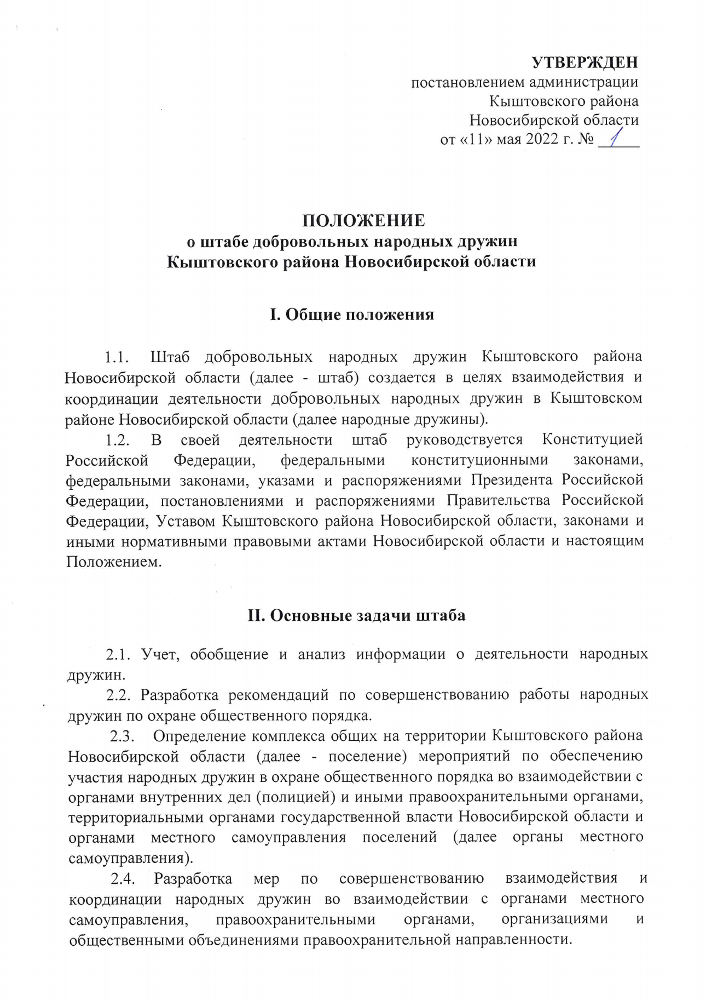 УТВЕРЖДЕН
постановлением администрации
Кыштовского района
Новосибирской области
от «11» мая 2022 г. № 1
ПОЛОЖЕНИЕ
о штабе добровольных народных дружин
Кыштовского района Новосибирской области
I. Общие положения
1.1. Штаб добровольных народных дружин Кыштовского района
Новосибирской области (далее - штаб) создается в целях взаимодействия и
координации деятельности добровольных народных дружин в Кыштовском
районе Новосибирской области (далее народные дружины).
1.2. В своей деятельности штаб руководствуется Конституцией
Российской Федерации, федеральными конституционными законами,
федеральными законами, указами и распоряжениями Президента Российской
Федерации, постановлениями и распоряжениями Правительства Российской
Федерации, Уставом Кыштовского района Новосибирской области, законами и
иными нормативными правовыми актами Новосибирской области и настоящим
Положением.
II. Основные задачи штаба
2.1. Учет, обобщение и анализ информации о деятельности народных
дружин.
2.2. Разработка рекомендаций по совершенствованию работы народных
дружин по охране общественного порядка.
2.3. Определение комплекса общих на территории Кыштовского района
Новосибирской области (далее - поселение) мероприятий по обеспечению
участия народных дружин в охране общественного порядка во взаимодействии с
органами внутренних дел (полицией) и иными правоохранительными органами,
территориальными органами государственной власти Новосибирской области и
органами местного самоуправления поселений (далее органы местного
самоуправления).
2.4. Разработка мер по совершенствованию взаимодействия и
координации народных дружин во взаимодействии с органами местного
самоуправления, правоохранительными органами, организациями и
общественными объединениями правоохранительной направленности.